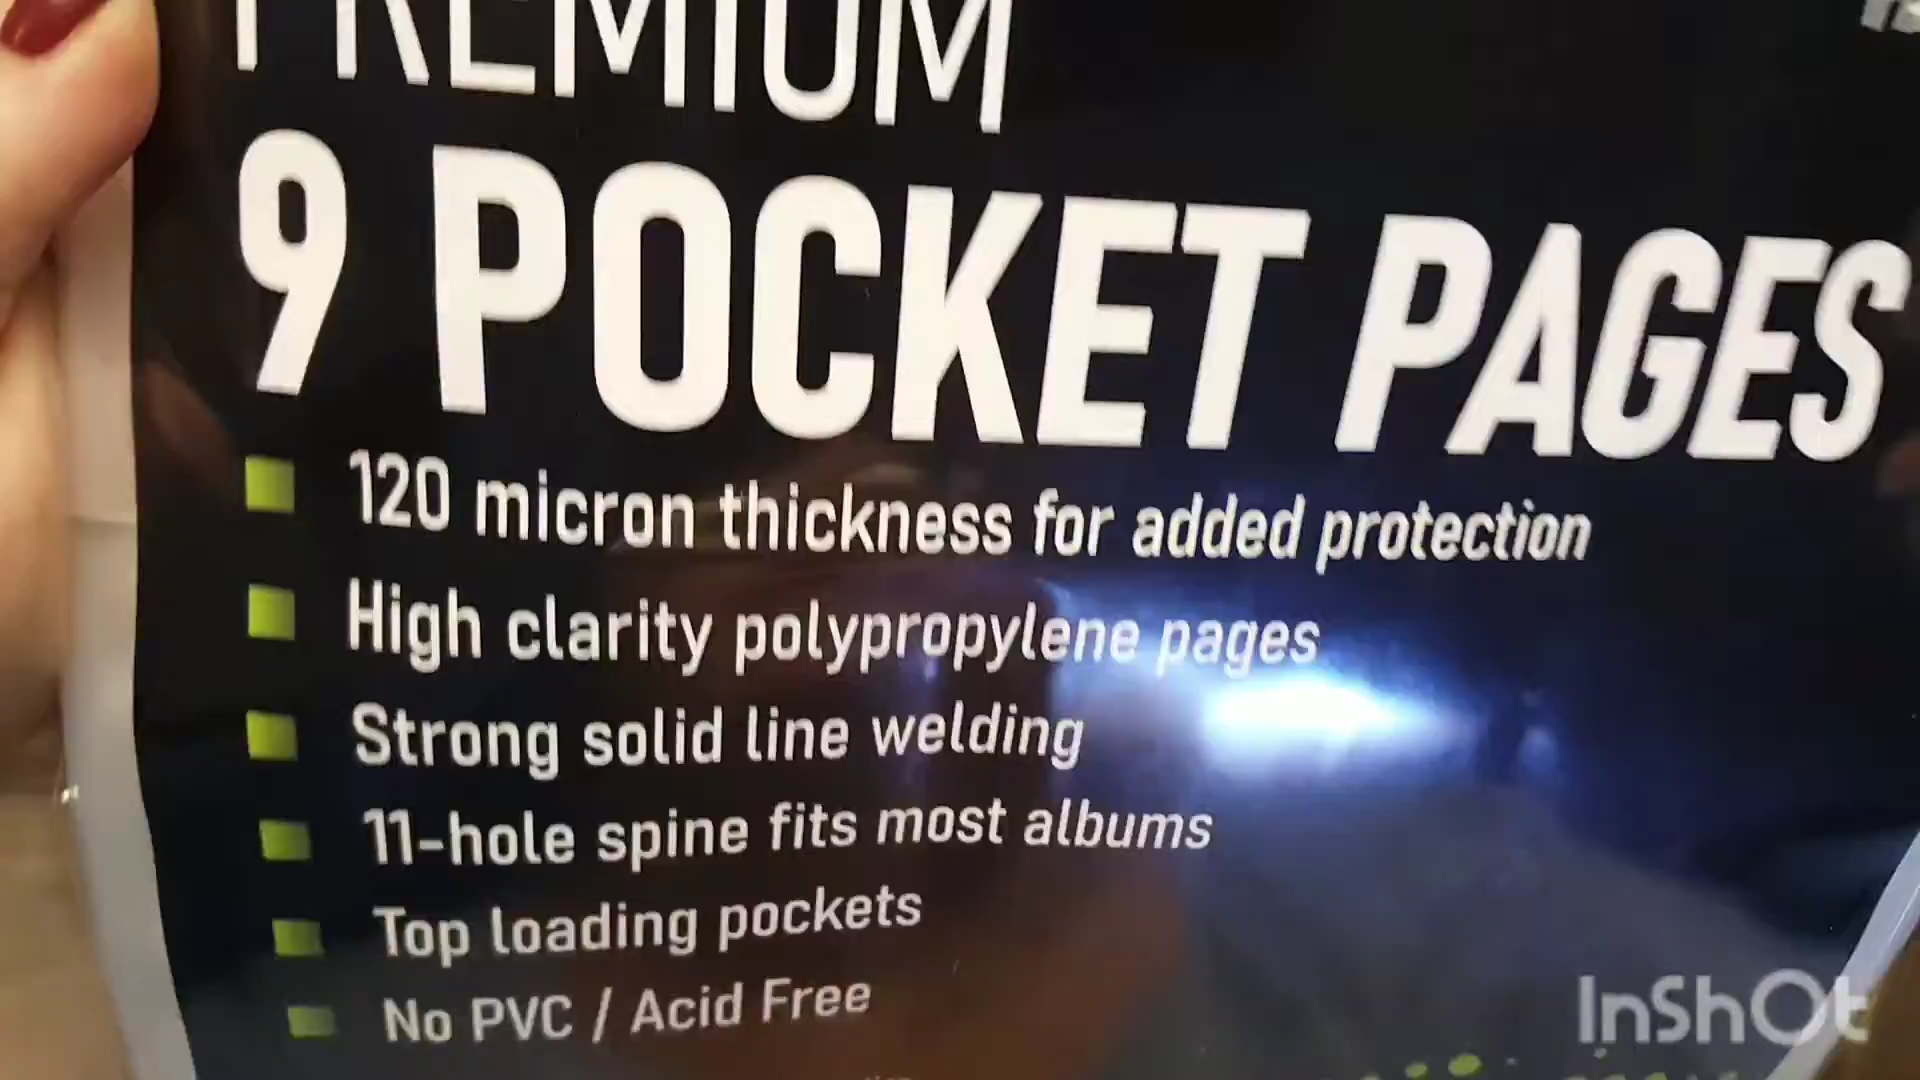 PREMIUM
9 POCKET PAGES
120 micron thickness for added protection
High clarity polypropylene pages
Strong solid line welding
11-hole spine fits most albums
Top loading pockets
No PVC / Acid Free
InShOt